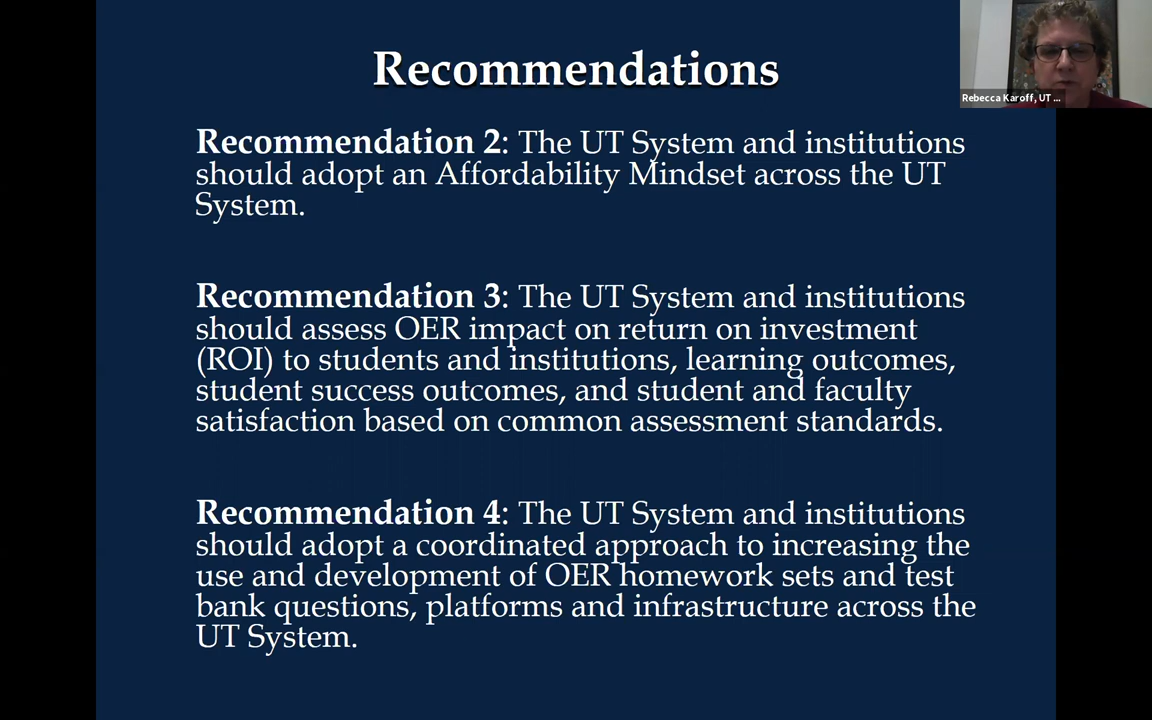 Recommendations
Rebecca Karoff, UT ...
Recommendation 2: The UT System and institutions
should adopt an Affordability Mindset across the UT
System.
Recommendation 3: The UT System and institutions
should assess OER impact on return on investment
(ROI) to students and institutions, learning outcomes,
student success outcomes, and student and faculty
satisfaction based on common assessment standards.
Recommendation 4: The UT System and institutions
should adopt a coordinated approach to increasing the
use and development of OER homework sets and test
bank questions, platforms and infrastructure across the
UT System.